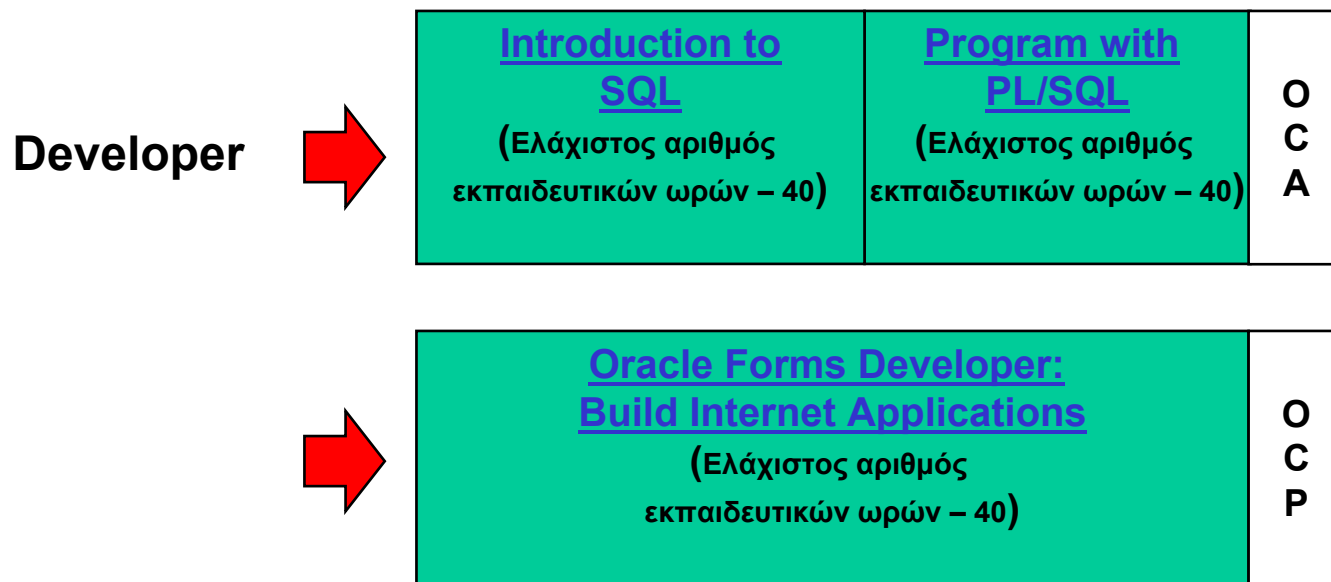 Developer
Introduction to
SQL
(Ελάχιστος αριθμός
εκπαιδευτικών ωρών – 40)
Program with
PL/SQL
(Ελάχιστος αριθμός
εκπαιδευτικών ωρών – 40)
O
C
A
Oracle Forms Developer:
Build Internet Applications
(Ελάχιστος αριθμός
εκπαιδευτικών ωρών – 40)
O
C
P